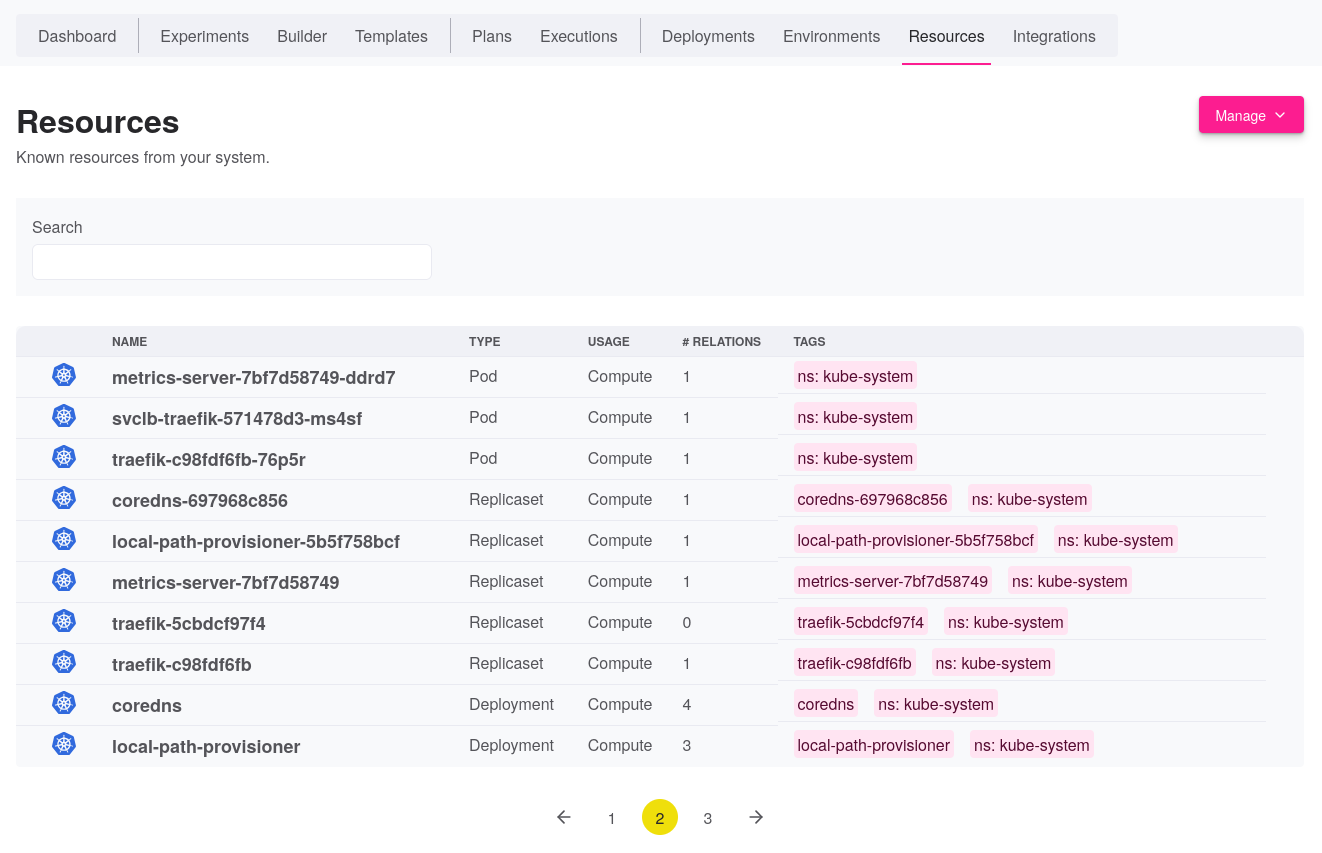 Dashboard Experiments Builder Templates Plans Executions Deployments Environments Resources Integrations
Resources
Manage
Known resources from your system.
Search
NAME TYPE USAGE # RELATIONS TAGS
metrics-server-7bf7d58749-ddrd7 Pod Compute 1 ns: kube-system
svclb-traefik-571478d3-ms4sf Pod Compute 1 ns: kube-system
traefik-c98fdf6fb-76p5r Pod Compute 1 ns: kube-system
coredns-697968c856 Replicaset Compute 1 coredns-697968c856 ns: kube-system
local-path-provisioner-5b5f758bcf Replicaset Compute 1 local-path-provisioner-5b5f758bcf ns: kube-system
metrics-server-7bf7d58749 Replicaset Compute 1 metrics-server-7bf7d58749 ns: kube-system
traefik-5cbdcf97f4 Replicaset Compute 0 traefik-5cbdcf97f4 ns: kube-system
traefik-c98fdf6fb Replicaset Compute 1 traefik-c98fdf6fb ns: kube-system
coredns Deployment Compute 4 coredns ns: kube-system
local-path-provisioner Deployment Compute 3 local-path-provisioner ns: kube-system
1 2 3